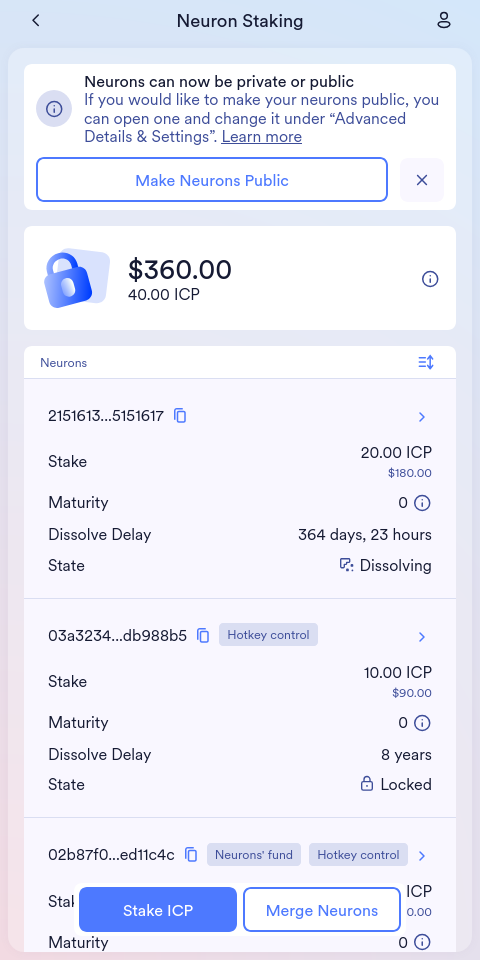 Neuron Staking
Neurons can now be private or public
If you would like to make your neurons public, you
can open one and change it under “Advanced
Details & Settings”. Learn more
Make Neurons Public
$360.00
40.00 ICP
Neurons
2151613...5151617
Stake 20.00 ICP
$180.00
Maturity 0
Dissolve Delay 364 days, 23 hours
State Dissolving
03a3234...db988b5 Hotkey control
Stake 10.00 ICP
$90.00
Maturity 0
Dissolve Delay 8 years
State Locked
02b87f0...ed11c4c Neurons' fund Hotkey control
ICP
0.00
Stake ICP Merge Neurons
Maturity 0